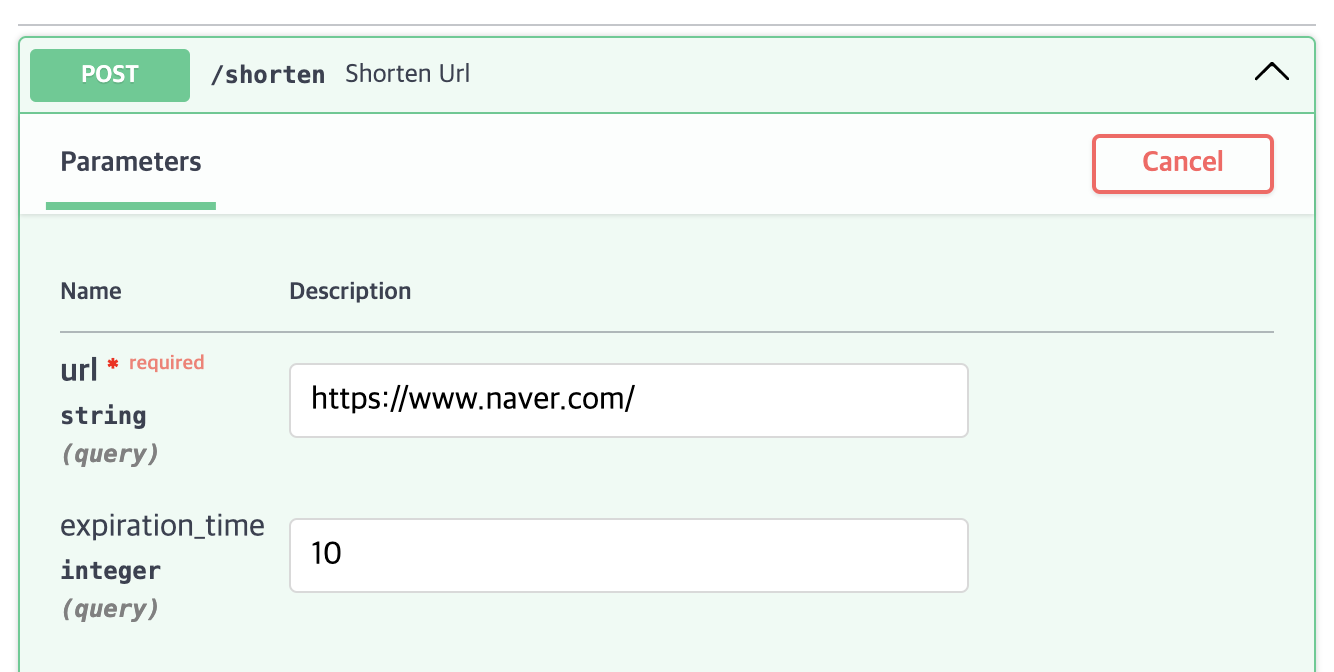 POST /shorten Shorten Url
Parameters Cancel
Name Description
url * required
string
(query)
https://www.naver.com/
expiration_time
integer
(query)
10